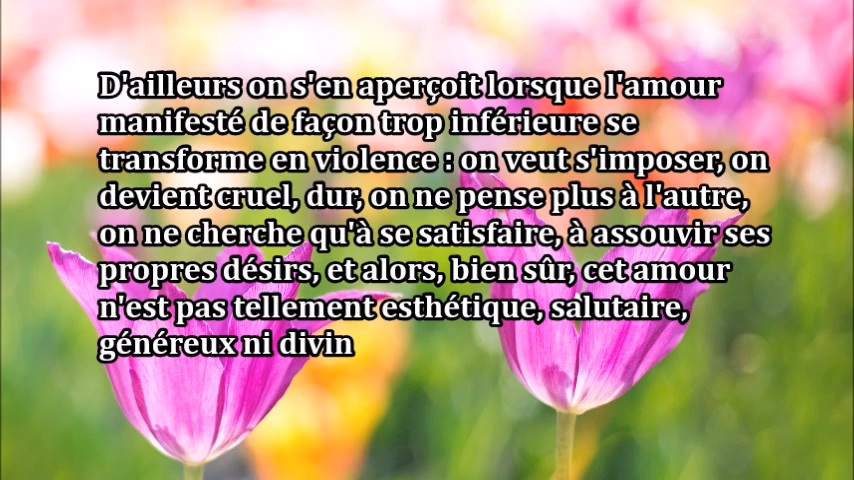 D'ailleurs on s'en aperçoit lorsque l'amour
manifesté de façon trop inférieure se
transforme en violence : on veut s'imposer, on
devient cruel, dur, on ne pense plus à l'autre,
on ne cherche qu'à se satisfaire, à assouvir ses
propres désirs, et alors, bien sûr, cet amour
n'est pas tellement esthétique, salutaire,
généreux ni divin